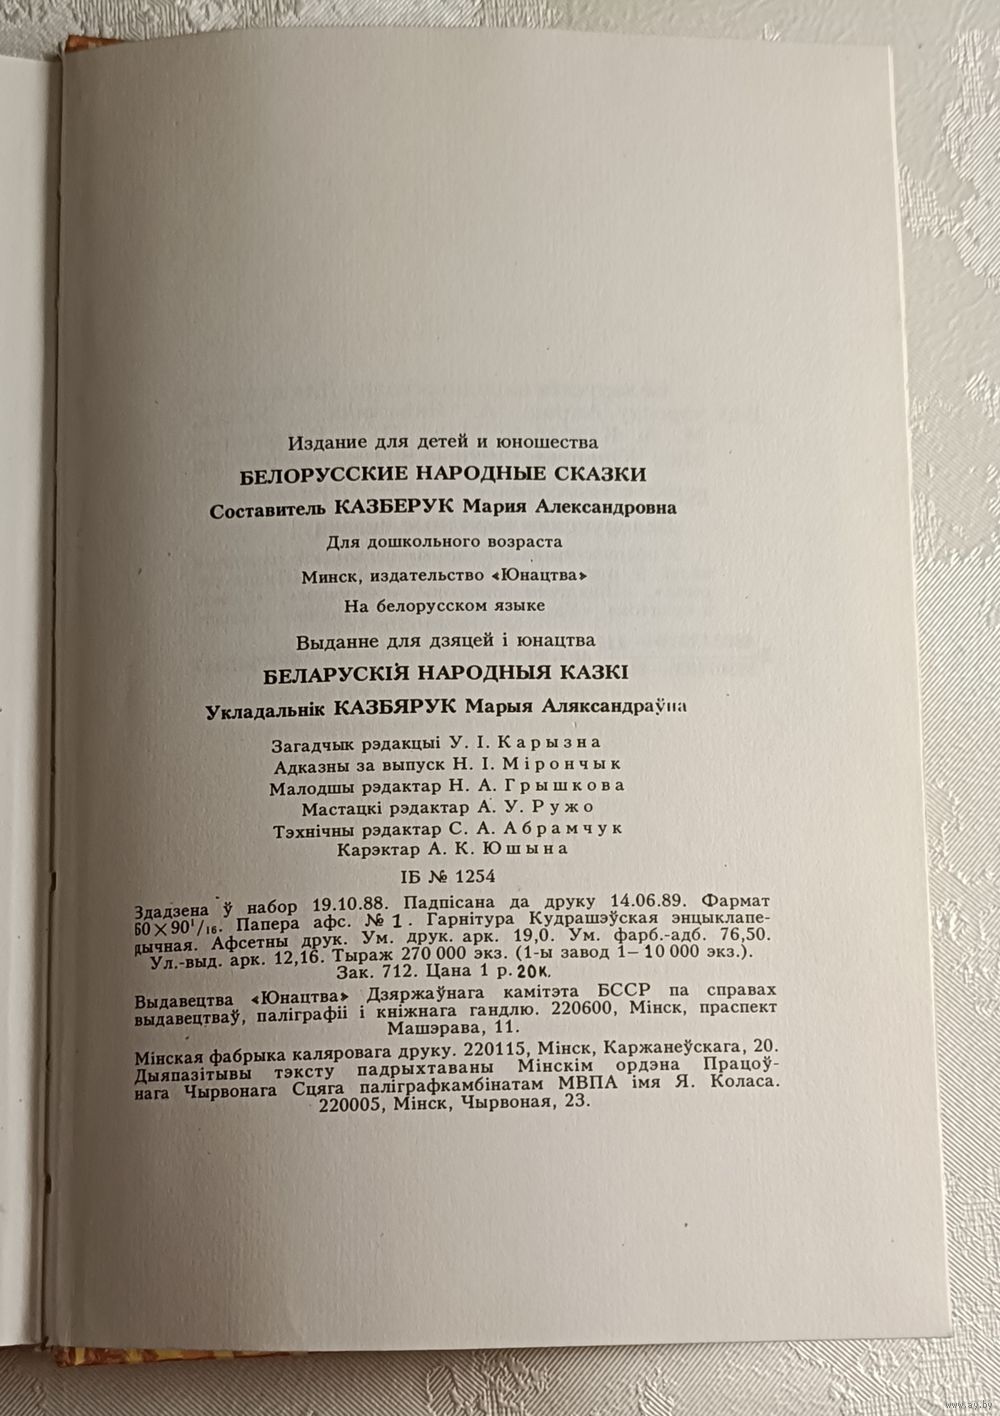 Издание для детей и юношества
БЕЛОРУССКИЕ НАРОДНЫЕ СКАЗКИ
Составитель КАЗБЕРУК Мария Александровна
Для дошкольного возраста
Минск, издательство «Юнацтва»
На белорусском языке
Выданне для дзяцей і юнацтва
БЕЛАРУСКІЯ НАРОДНЫЯ КАЗКІ
Укладальнік КАЗБЯРУК Марыя Аляксандраўна
Загадчык рэдакцыі У. І. Карызна
Адказны за выпуск Н. І. Мірончык
Малодшы рэдактар Н. А. Грышкова
Мастацкі рэдактар А. У. Ружо
Тэхнічны рэдактар С. А. Абрамчук
Карэктар А. К. Юшына
ІБ № 1254
Здадзена ў набор 19.10.88. Падпісана да друку 14.06.89. Фармат
60×90¹/₁₆. Папера афс. №1. Гарнітура Кудрашэўская энцыклапе-
дычная. Афсетны друк. Ум. друк. арк. 19,0. Ум. фарб.-адб. 76,50.
Ул.-выд. арк. 12,16. Тыраж 270 000 экз. (1-ы завод 1—10 000 экз.).
Зак. 712. Цана 1 р. 20 к.
Выдавецтва «Юнацтва» Дзяржаўнага камітэта БССР па справах
выдавецтваў, паліграфіі і кніжнага гандлю. 220600, Мінск, праспект
Машэрава, 11.
Мінская фабрыка каляровага друку. 220115, Мінск, Каржанеўскага, 20.
Дыяпазітывы тэксту падрыхтаваны Мінскім ордэна Працоў-
нага Чырвонага Сцяга паліграфкамбінатам МВПА імя Я. Коласа.
220005, Мінск, Чырвоная, 23.
www.ay.by